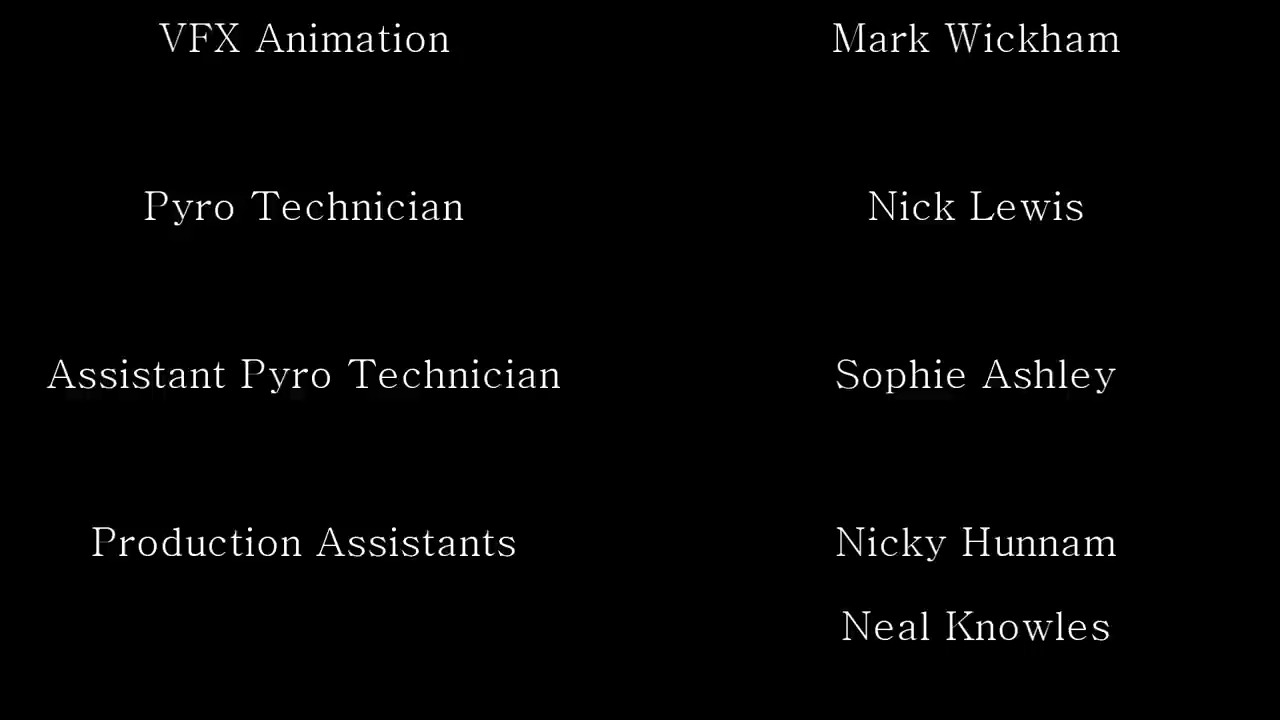 VFX Animation Mark Wickham
Pyro Technician Nick Lewis
Assistant Pyro Technician Sophie Ashley
Production Assistants Nicky Hunnam
Neal Knowles